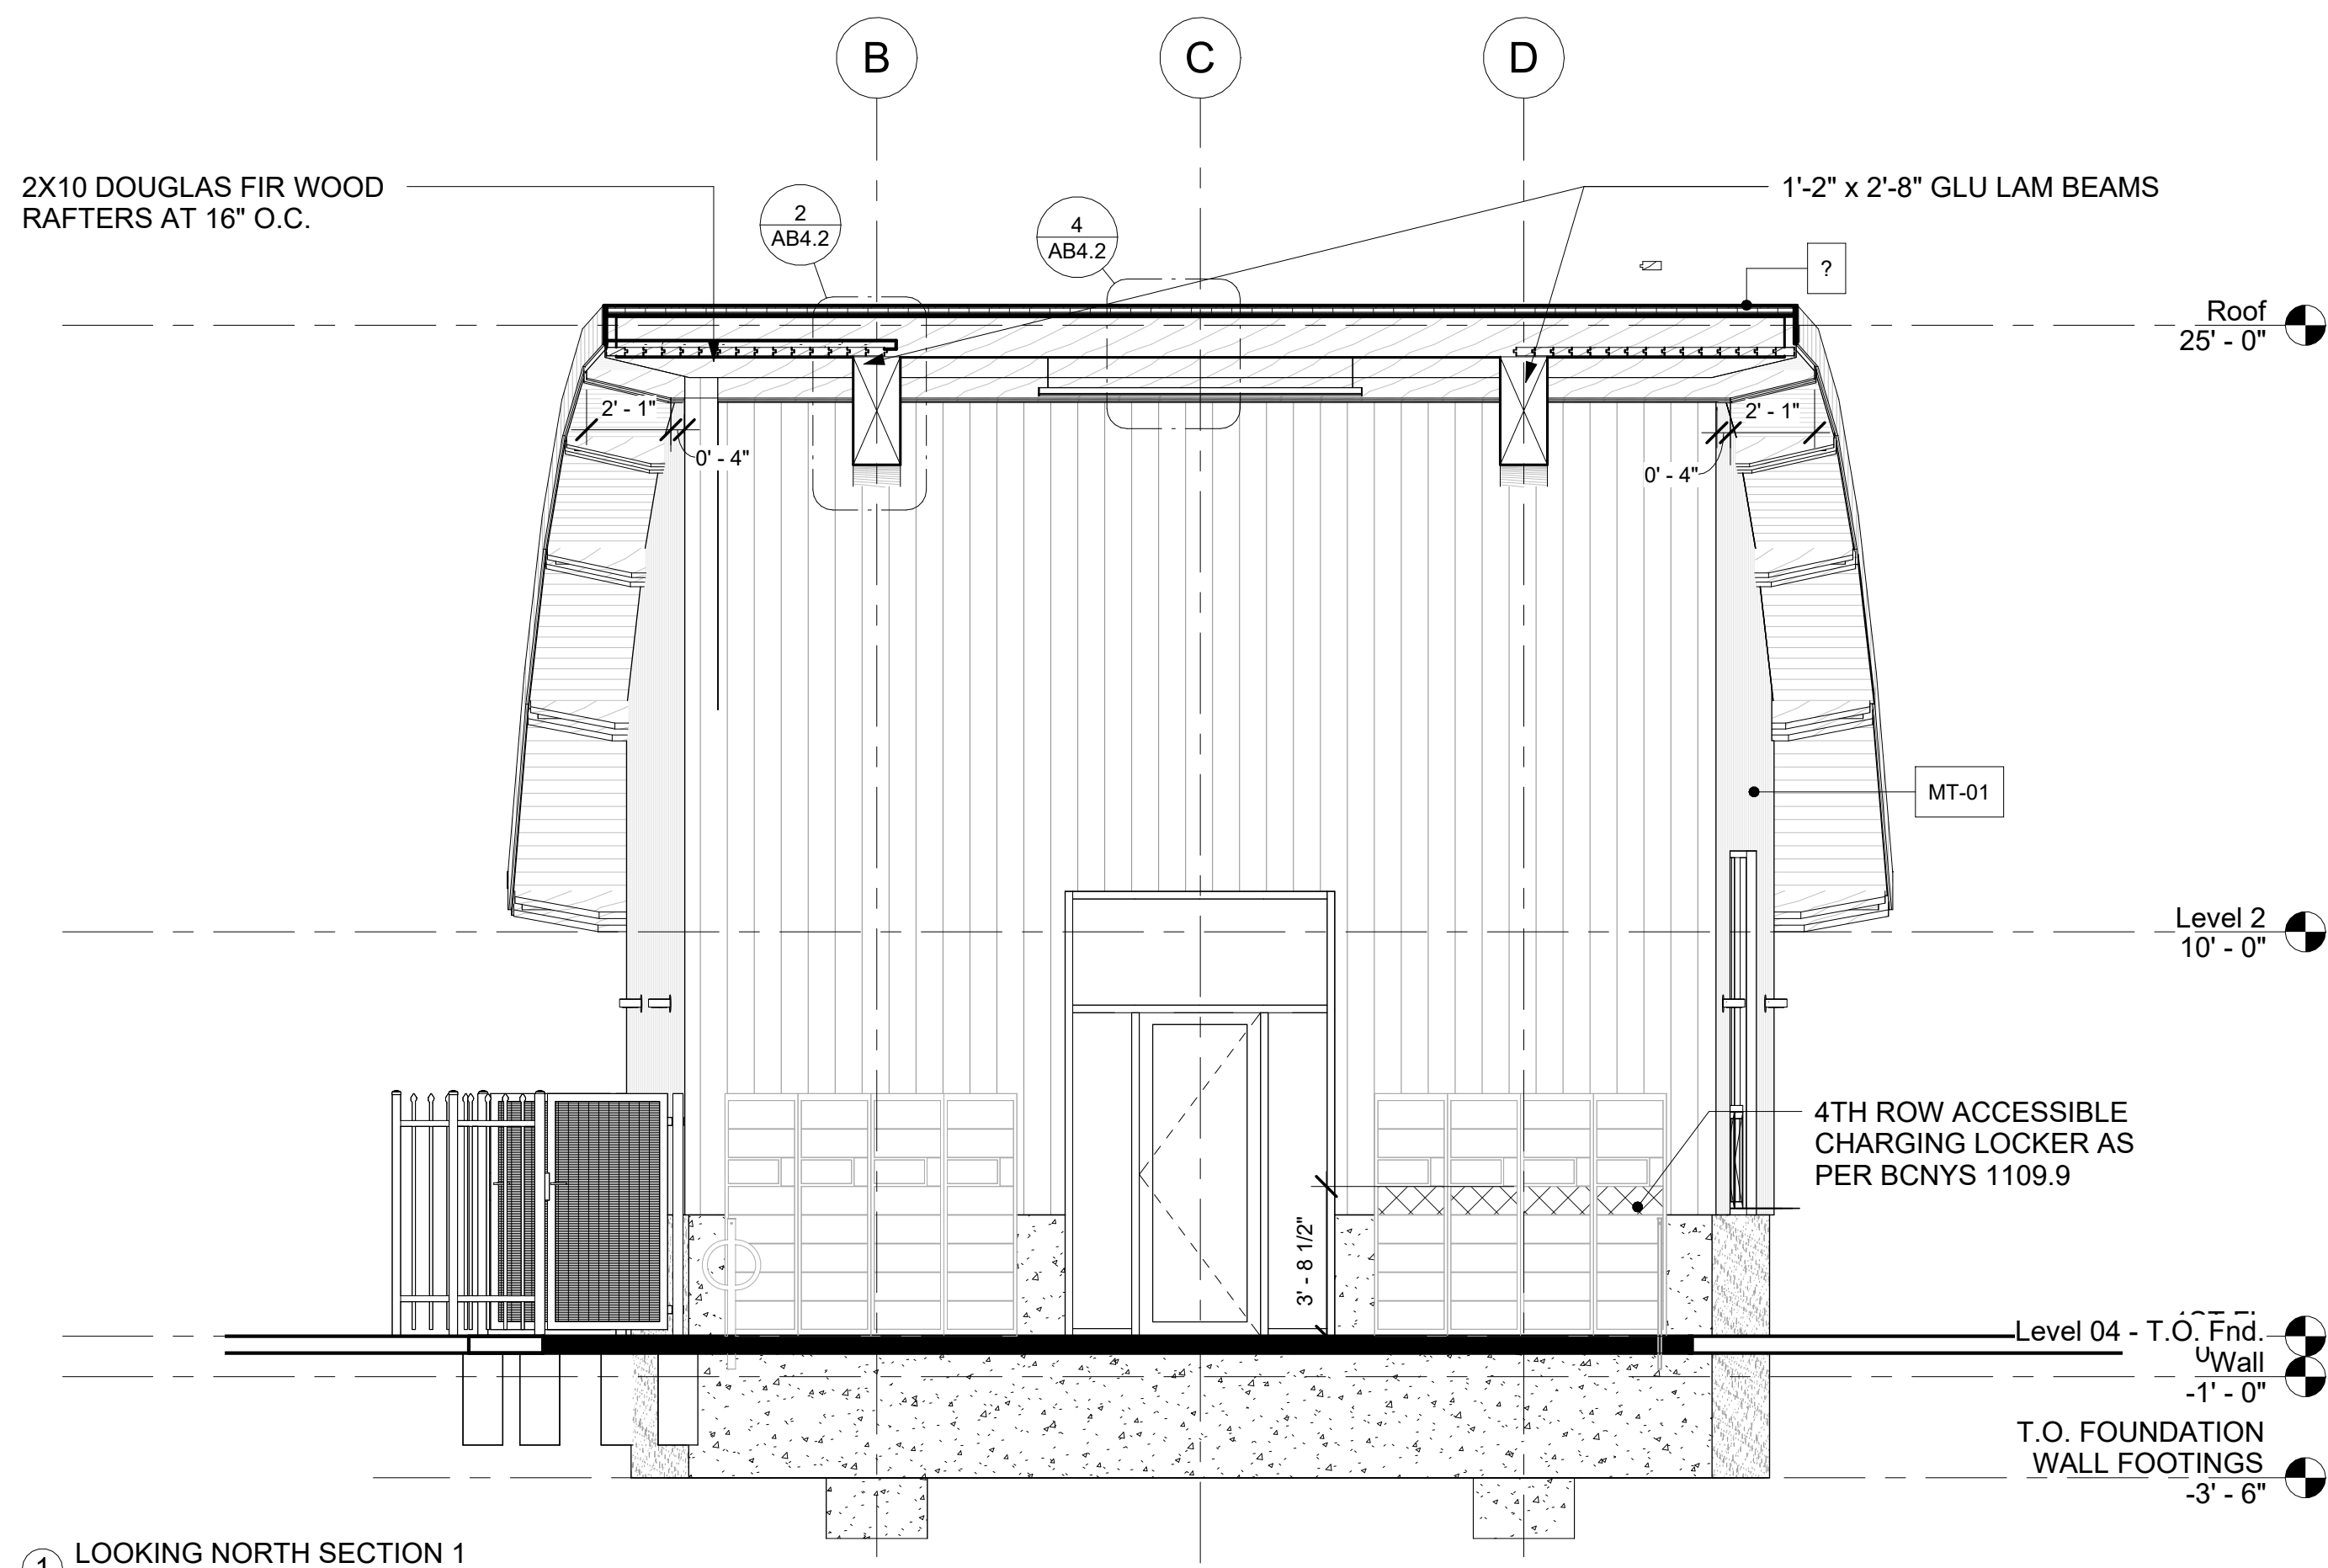 B
C
D
2X10 DOUGLAS FIR WOOD
RAFTERS AT 16" O.C.
2
AB4.2
4
AB4.2
1'-2" x 2'-8" GLU LAM BEAMS
?
Roof
25' - 0"
2' - 1"
0' - 4"
2' - 1"
0' - 4"
MT-01
Level 2
10' - 0"
4TH ROW ACCESSIBLE
CHARGING LOCKER AS
PER BCNYS 1109.9
3' - 8 1/2"
Level 04 - T.O. Fnd.
Wall
-1' - 0"
T.O. FOUNDATION
WALL FOOTINGS
-3' - 6"
1
LOOKING NORTH SECTION 1